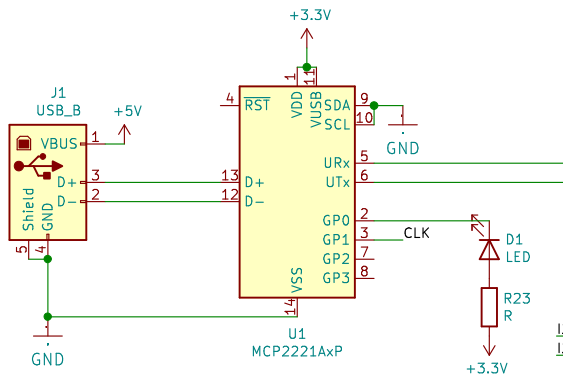 +3.3V
J1
USB_B
+5V
VBUS 1
D+ 3
D- 2
Shield
GND
5
4
GND
1
11
4 RST
VDD
VUSB
SDA 9
SCL 10
GND
URx 5
UTx 6
13 D+
12 D-
GP0 2
GP1 3
CLK
GP2 7
GP3 8
VSS
14
U1
MCP2221AxP
D1
LED
R23
R
+3.3V